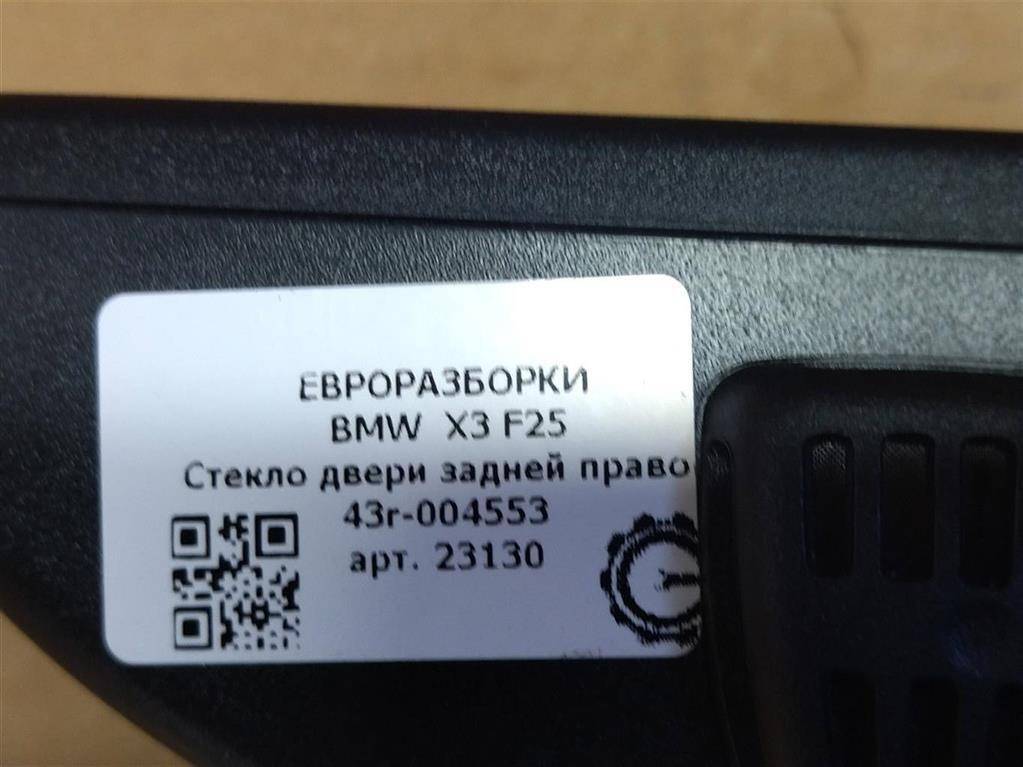 ЕВРОРАЗБОРКИ
BMW X3 F25
Стекло двери задней право
43r-004553
арт. 23130